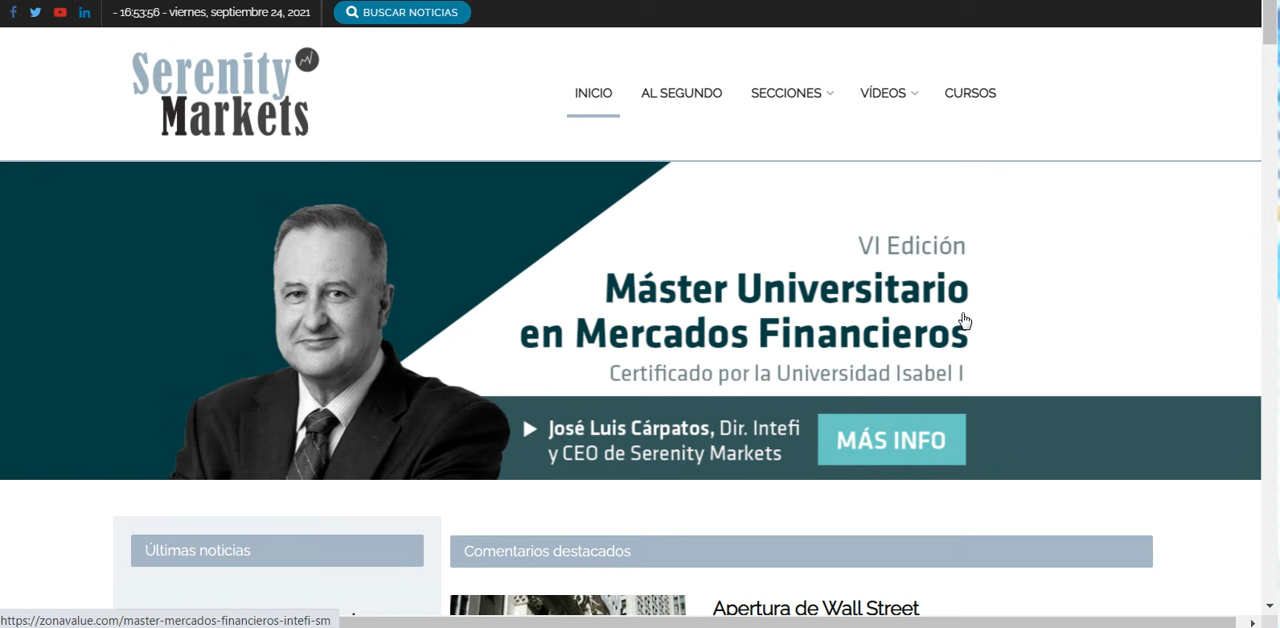 - 16:53:56 - viernes, septiembre 24, 2021
BUSCAR NOTICIAS
Serenity
Markets
INICIO
AL SEGUNDO
SECCIONES
VÍDEOS
CURSOS
VI Edición
Máster Universitario
en Mercados Financieros
Certificado por la Universidad Isabel I
José Luis Cárpatos, Dir. Intefi
y CEO de Serenity Markets
MÁS INFO
Últimas noticias
Comentarios destacados
Apertura de Wall Street
https://zonavalue.com/master-mercados-financieros-intefi-sm